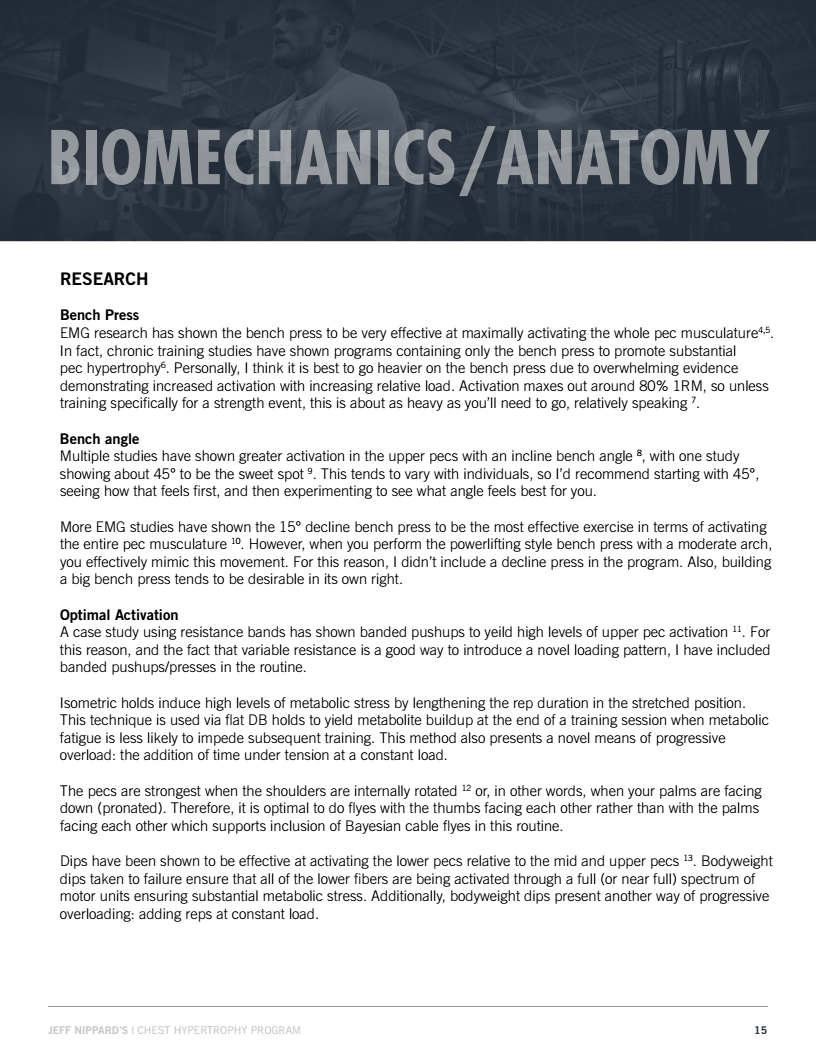 BIOMECHANICS/ANATOMY
WORLD
RESEARCH
Bench Press
EMG research has shown the bench press to be very effective at maximally activating the whole pec musculature4,5.
In fact, chronic training studies have shown programs containing only the bench press to promote substantial
pec hypertrophy6. Personally, I think it is best to go heavier on the bench press due to overwhelming evidence
demonstrating increased activation with increasing relative load. Activation maxes out around 80% 1RM, so unless
training specifically for a strength event, this is about as heavy as you'll need to go, relatively speaking 7.
Bench angle
Multiple studies have shown greater activation in the upper pecs with an incline bench angle 8, with one study
showing about 45° to be the sweet spot 9. This tends to vary with individuals, so I'd recommend starting with 45°,
seeing how that feels first, and then experimenting to see what angle feels best for you.
More EMG studies have shown the 15° decline bench press to be the most effective exercise in terms of activating
the entire pec musculature 10. However, when you perform the powerlifting style bench press with a moderate arch,
you effectively mimic this movement. For this reason, I didn't include a decline press in the program. Also, building
a big bench press tends to be desirable in its own right.
Optimal Activation
A case study using resistance bands has shown banded pushups to yeild high levels of upper pec activation 11. For
this reason, and the fact that variable resistance is a good way to introduce a novel loading pattern, I have included
banded pushups/presses in the routine.
Isometric holds induce high levels of metabolic stress by lengthening the rep duration in the stretched position.
This technique is used via flat DB holds to yield metabolite buildup at the end of a training session when metabolic
fatigue is less likely to impede subsequent training. This method also presents a novel means of progressive
overload: the addition of time under tension at a constant load.
The pecs are strongest when the shoulders are internally rotated 12 or, in other words, when your palms are facing
down (pronated). Therefore, it is optimal to do flyes with the thumbs facing each other rather than with the palms
facing each other which supports inclusion of Bayesian cable flyes in this routine.
Dips have been shown to be effective at activating the lower pecs relative to the mid and upper pecs 13. Bodyweight
dips taken to failure ensure that all of the lower fibers are being activated through a full (or near full) spectrum of
motor units ensuring substantial metabolic stress. Additionally, bodyweight dips present another way of progressive
overloading: adding reps at constant load.
JEFF NIPPARD'S | CHEST HYPERTROPHY PROGRAM
15